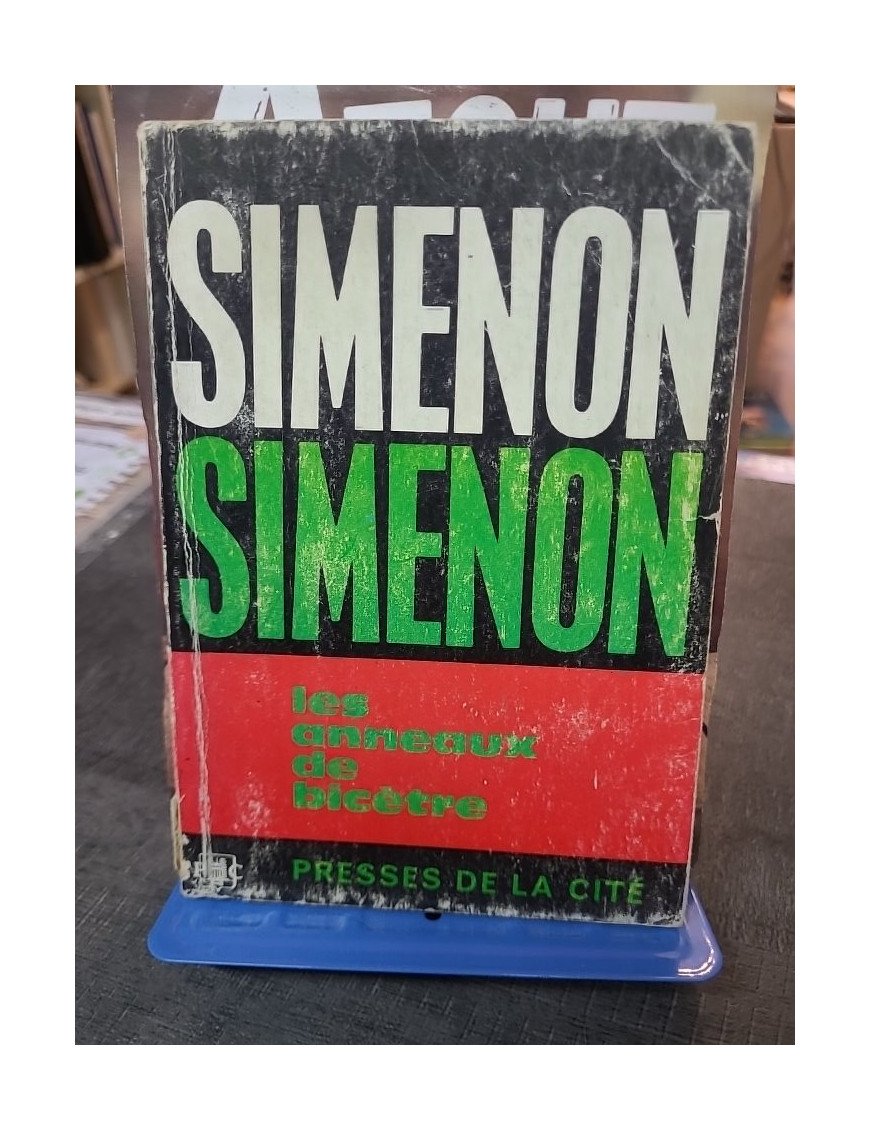 SIMENON
SIMENON
les
anneaux
de
bicêtre
PRESSES DE LA CITÉ